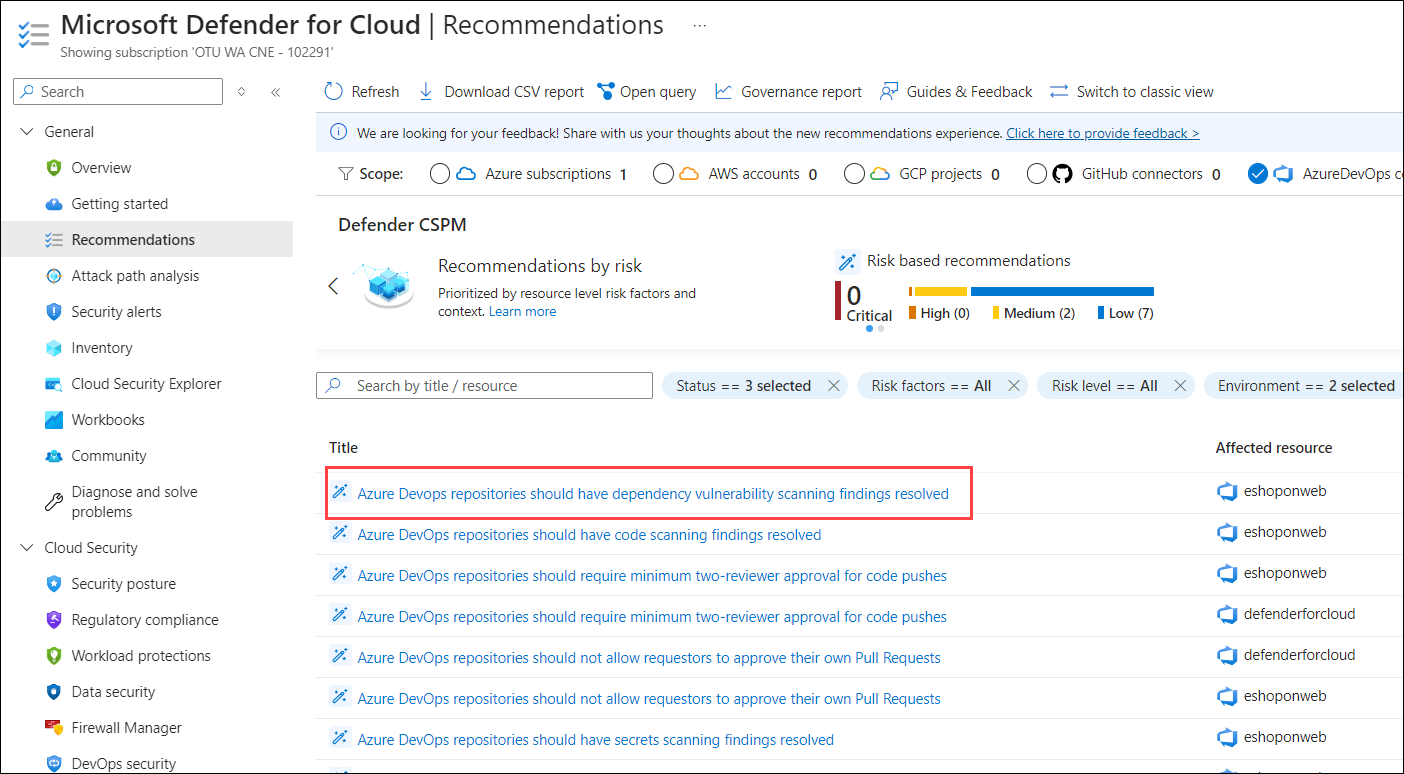 Microsoft Defender for Cloud | Recommendations ...
Showing subscription 'OTU WA CNE - 102291'
Search
Refresh Download CSV report Open query Governance report Guides & Feedback Switch to classic view
We are looking for your feedback! Share with us your thoughts about the new recommendations experience. Click here to provide feedback >
Scope: Azure subscriptions 1 AWS accounts 0 GCP projects 0 GitHub connectors 0 AzureDevOps co
General
Overview
Getting started
Recommendations
Attack path analysis
Security alerts
Inventory
Cloud Security Explorer
Workbooks
Community
Diagnose and solve
problems
Cloud Security
Security posture
Regulatory compliance
Workload protections
Data security
Firewall Manager
DevOps security
Defender CSPM
Recommendations by risk
Prioritized by resource level risk factors and
context. Learn more
Risk based recommendations
0
Critical
High (0) Medium (2) Low (7)
Search by title / resource
Status == 3 selected Risk factors == All Risk level == All Environment == 2 selected
Title Affected resource
Azure Devops repositories should have dependency vulnerability scanning findings resolved eshoponweb
Azure DevOps repositories should have code scanning findings resolved eshoponweb
Azure DevOps repositories should require minimum two-reviewer approval for code pushes eshoponweb
Azure DevOps repositories should require minimum two-reviewer approval for code pushes defenderforcloud
Azure DevOps repositories should not allow requestors to approve their own Pull Requests defenderforcloud
Azure DevOps repositories should not allow requestors to approve their own Pull Requests eshoponweb
Azure DevOps repositories should have secrets scanning findings resolved eshoponweb